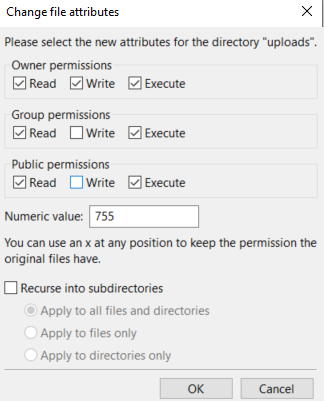 Change file attributes
Please select the new attributes for the directory "uploads".
Owner permissions
Read Write Execute
Group permissions
Read Write Execute
Public permissions
Read Write Execute
Numeric value: 755
You can use an x at any position to keep the permission the
original files have.
Recurse into subdirectories
Apply to all files and directories
Apply to files only
Apply to directories only
OK Cancel